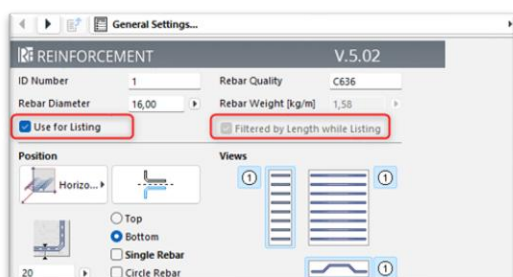 General Settings...
REINFORCEMENT V.5.02
ID Number 1 Rebar Quality C636
Rebar Diameter 16,00 Rebar Weight [kg/m] 1,58
Use for Listing Filtered by Length while Listing
Position Views
Horizo... 1 1
Top
Bottom
Single Rebar
20 Circle Rebar 1